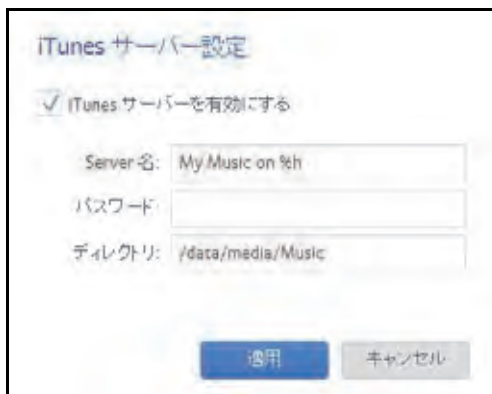 iTunes サーバー設定
iTunes サーバーを有効にする
Server 名: My Music on %h
パスワード:
ディレクトリ: /data/media/Music
適用 キャンセル